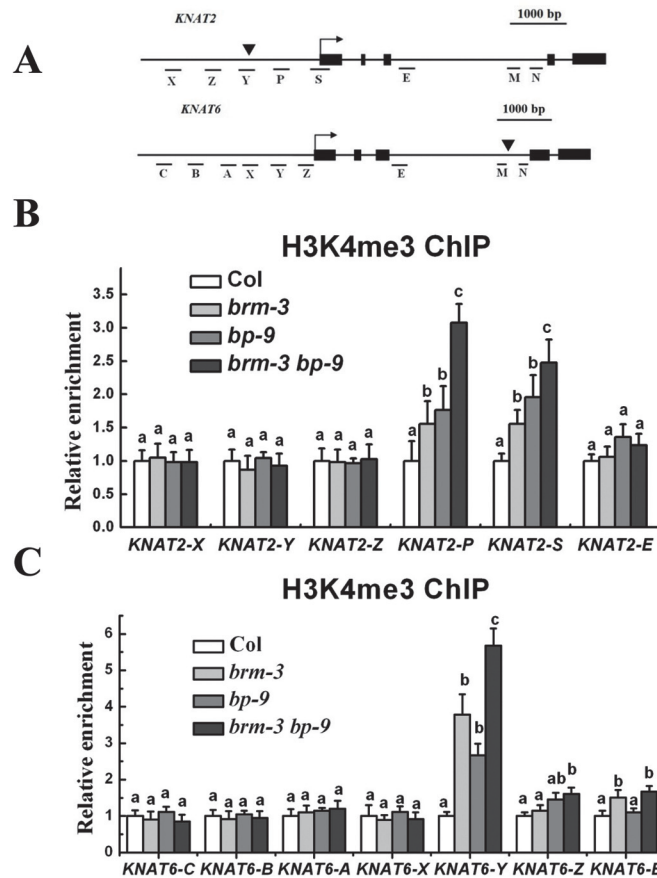 A
KNAT2
1000 bp
X Z Y P S E M N
KNAT6
1000 bp
C B A X Y Z E M N
B
H3K4me3 ChIP
Relative enrichment
3.5
3.0
2.5
2.0
1.5
1.0
0.5
0.0
Col
brm-3
bp-9
brm-3 bp-9
a a a a a a a a a a a a a b b c a b b c a a a a
KNAT2-X KNAT2-Y KNAT2-Z KNAT2-P KNAT2-S KNAT2-E
C
H3K4me3 ChIP
Relative enrichment
6
5
4
3
2
1
0
Col
brm-3
bp-9
brm-3 bp-9
a a a a a a a a a a a a a a a a a b b c a a ab b a b a b
KNAT6-C KNAT6-B KNAT6-A KNAT6-X KNAT6-Y KNAT6-Z KNAT6-E